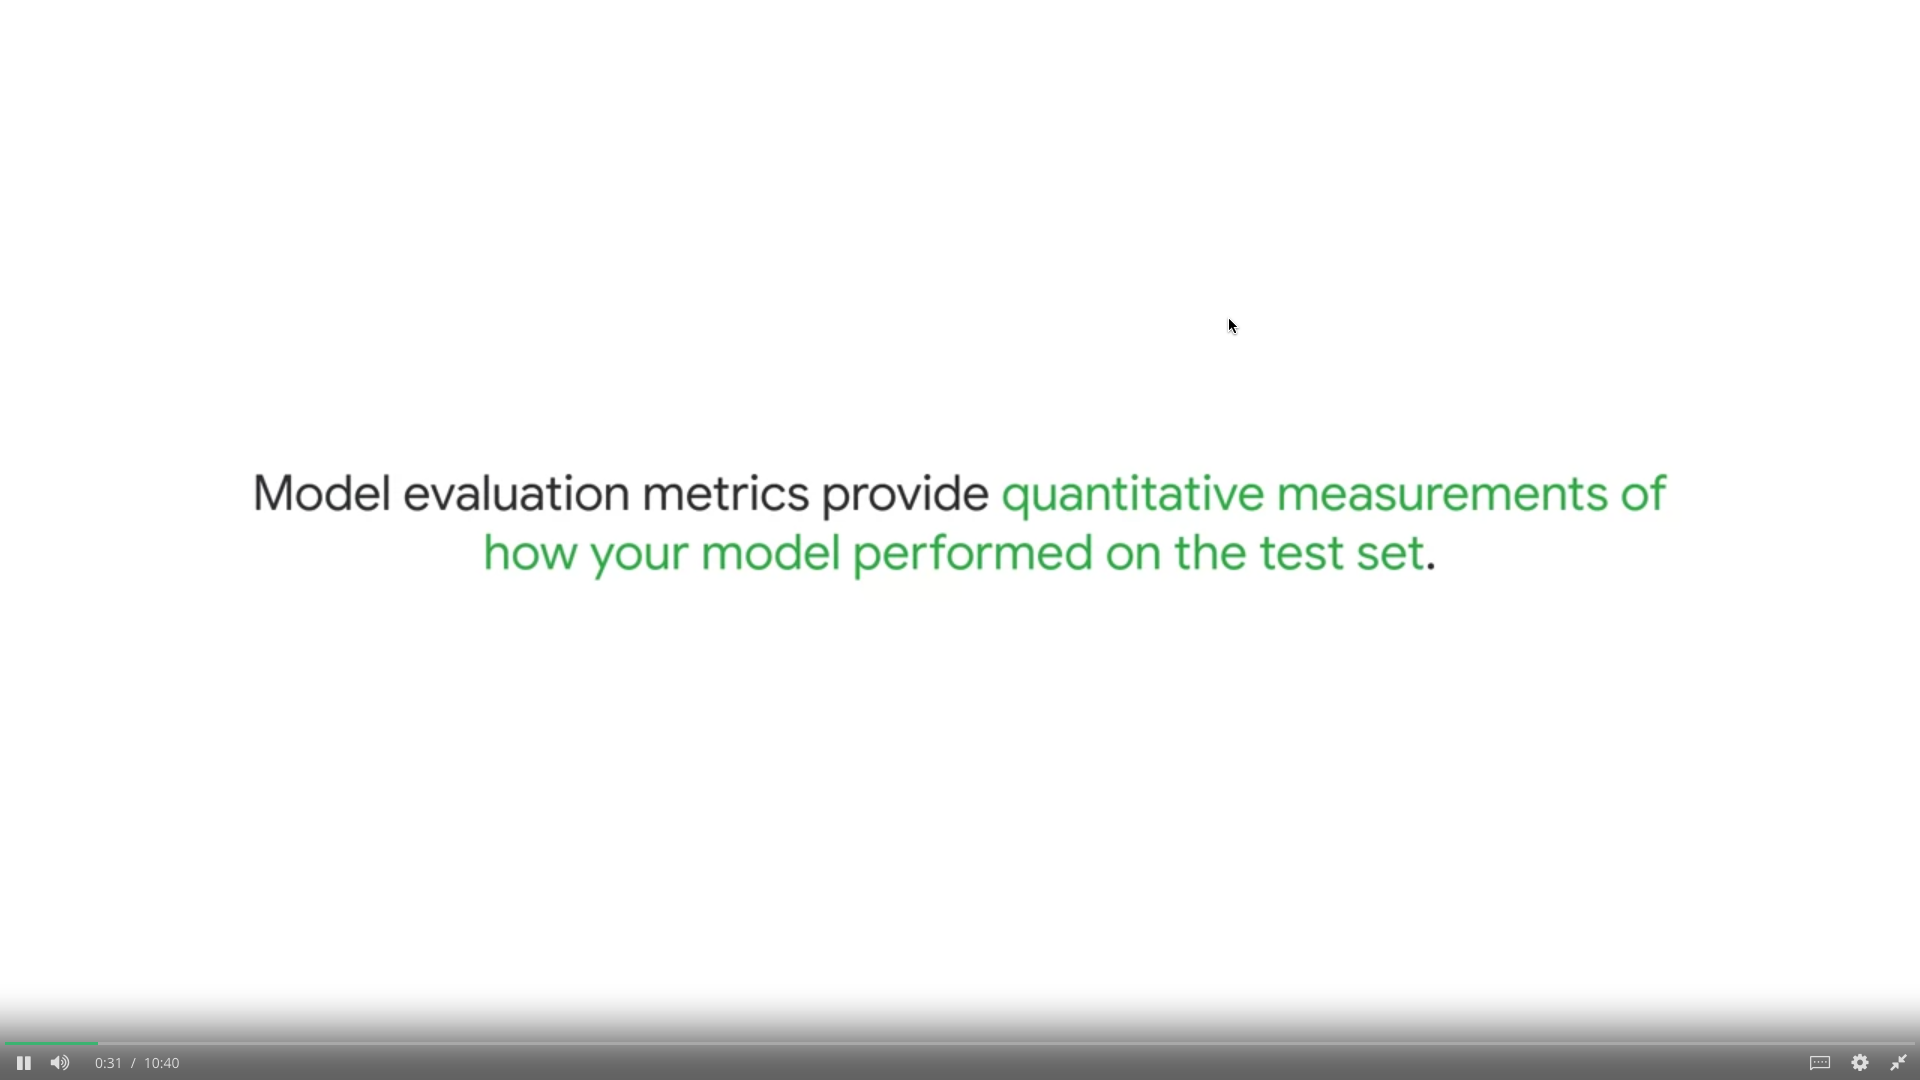 Model evaluation metrics provide quantitative measurements of
how your model performed on the test set.
0:31 / 10:40